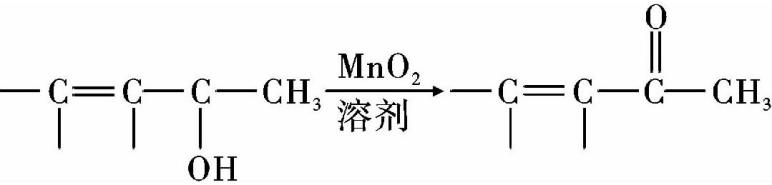 O
—C=C—C—CH₃ MnO₂ —C=C—C—CH₃
溶剂
OH